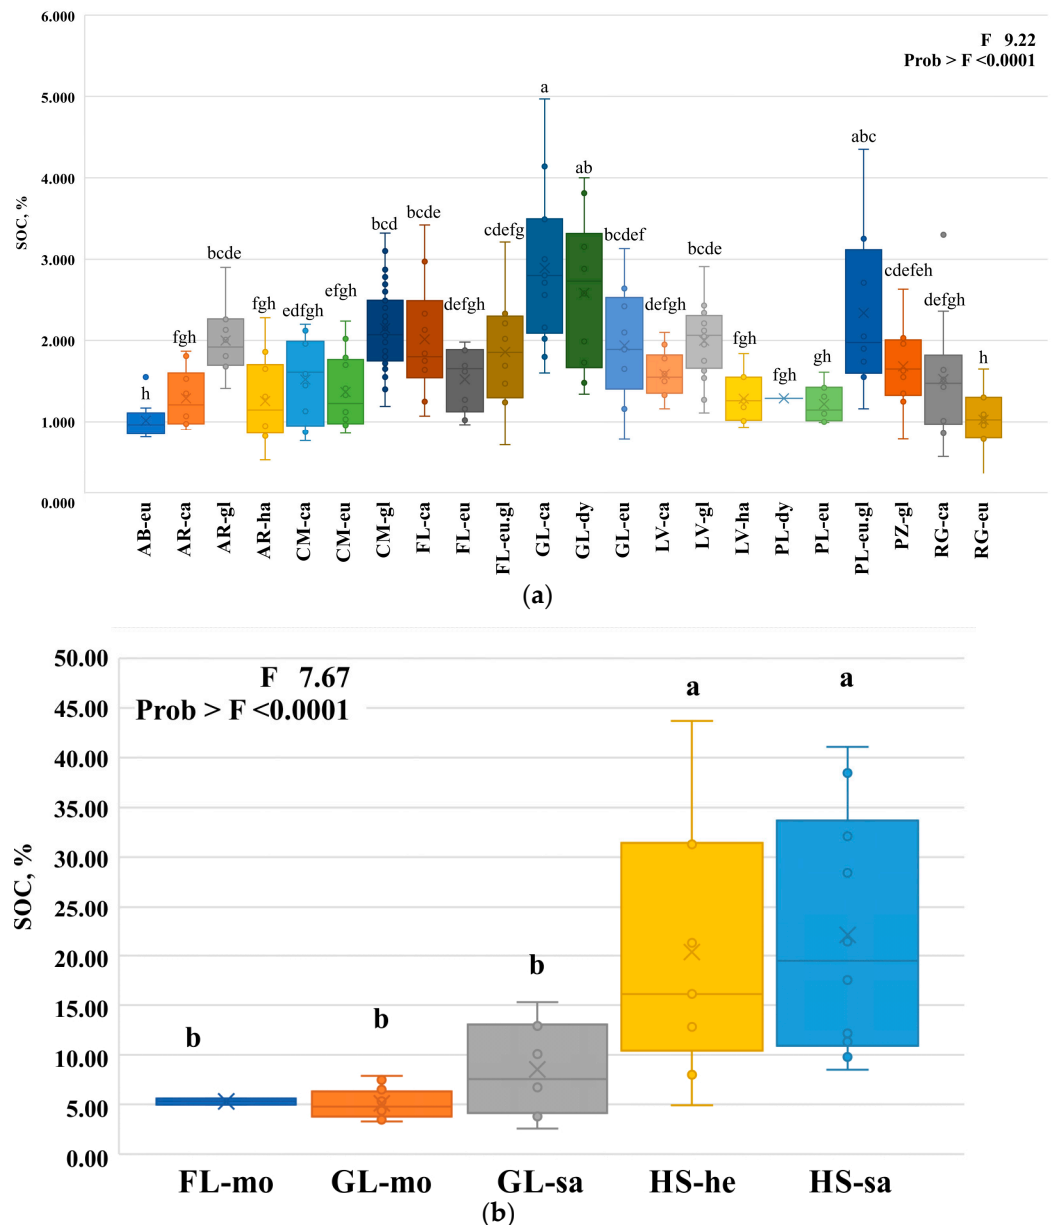 6.000
F 9.22
Prob > F <0.0001
5.000
a
4.000
abc
ab
SOC, %
bcd
bcde
cdefg
bcdef
bcde
cdefeh
3.000
bcde
fgh
cdfgh
efgh
defgh
defgh
fgh
defgh
2.000
fgh
fgh
gh
h
h
1.000
0.000
AB-eu
AR-ca
AR-gl
AR-ha
CM-ca
CM-eu
CM-gl
FL-ca
FL-eu
FL-eu.gl
GL-ca
GL-dy
GL-eu
LV-ca
LV-gl
LV-ha
PL-dy
PL-eu
PL-eu.gl
PZ-gl
RG-ca
RG-eu
(a)
50.00
F 7.67
Prob > F <0.0001
a
a
45.00
40.00
35.00
30.00
SOC, %
25.00
20.00
b
15.00
b
b
10.00
5.00
0.00
FL-mo
GL-mo
GL-sa
HS-he
HS-sa
(b)